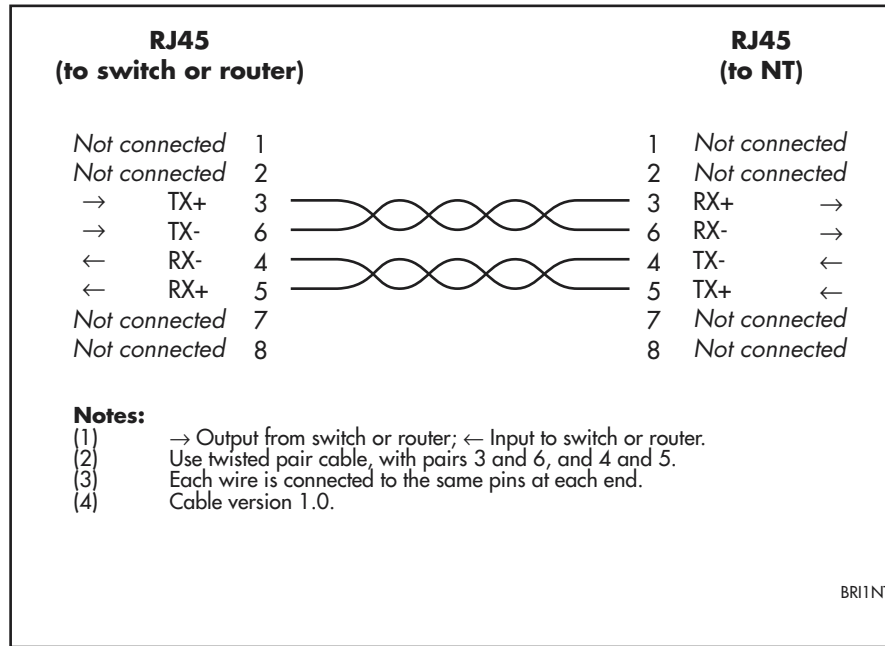 RJ45 RJ45
(to switch or router) (to NT)
Not connected 1 1 Not connected
Not connected 2 2 Not connected
→ TX+ 3 3 RX+ →
→ TX- 6 6 RX- →
← RX- 4 4 TX- ←
← RX+ 5 5 TX+ ←
Not connected 7 7 Not connected
Not connected 8 8 Not connected
Notes:
(1) → Output from switch or router; ← Input to switch or router.
(2) Use twisted pair cable, with pairs 3 and 6, and 4 and 5.
(3) Each wire is connected to the same pins at each end.
(4) Cable version 1.0.